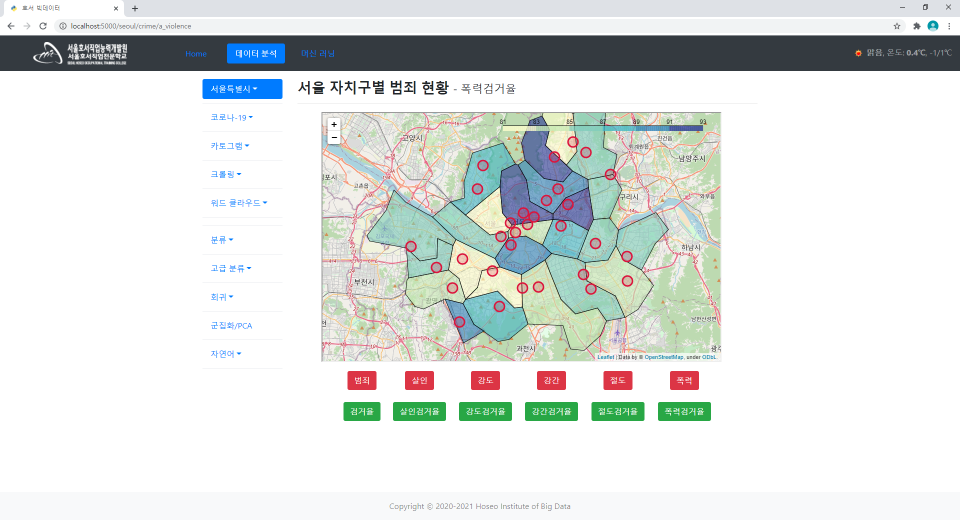 호서 빅데이터
localhost:5000/seoul/crime/a_violence
서울호서직업능력개발원
서울호서직업전문학교
Home
데이터 분석
머신 러닝
맑음, 온도: 0.4℃, -1/1℃
서울특별시
코로나-19
카토그램
크롤링
워드 클라우드
분류
고급 분류
회귀
군집화/PCA
자연어
서울 자치구별 범죄 현황 - 폭력검거율
+
−
81 83 85 87 89 91 93
고양시
남양주시
구리시
하남시
부천시
과천시
Leaflet | Data by © OpenStreetMap, under ODbL.
범죄 살인 강도 강간 절도 폭력
검거율 살인검거율 강도검거율 강간검거율 절도검거율 폭력검거율
Copyright © 2020-2021 Hoseo Institute of Big Data